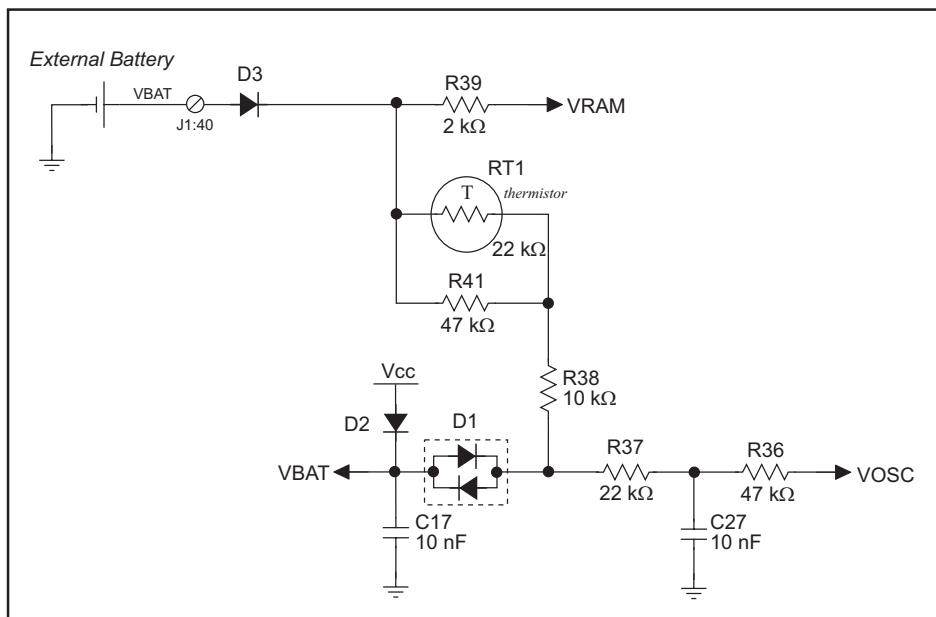 External Battery
VBAT
J1:40
D3
R39
2 kΩ
VRAM
RT1
T
thermistor
22 kΩ
R41
47 kΩ
R38
10 kΩ
Vcc
D2
D1
VBAT
R37
22 kΩ
R36
47 kΩ
VOSC
C17
10 nF
C27
10 nF